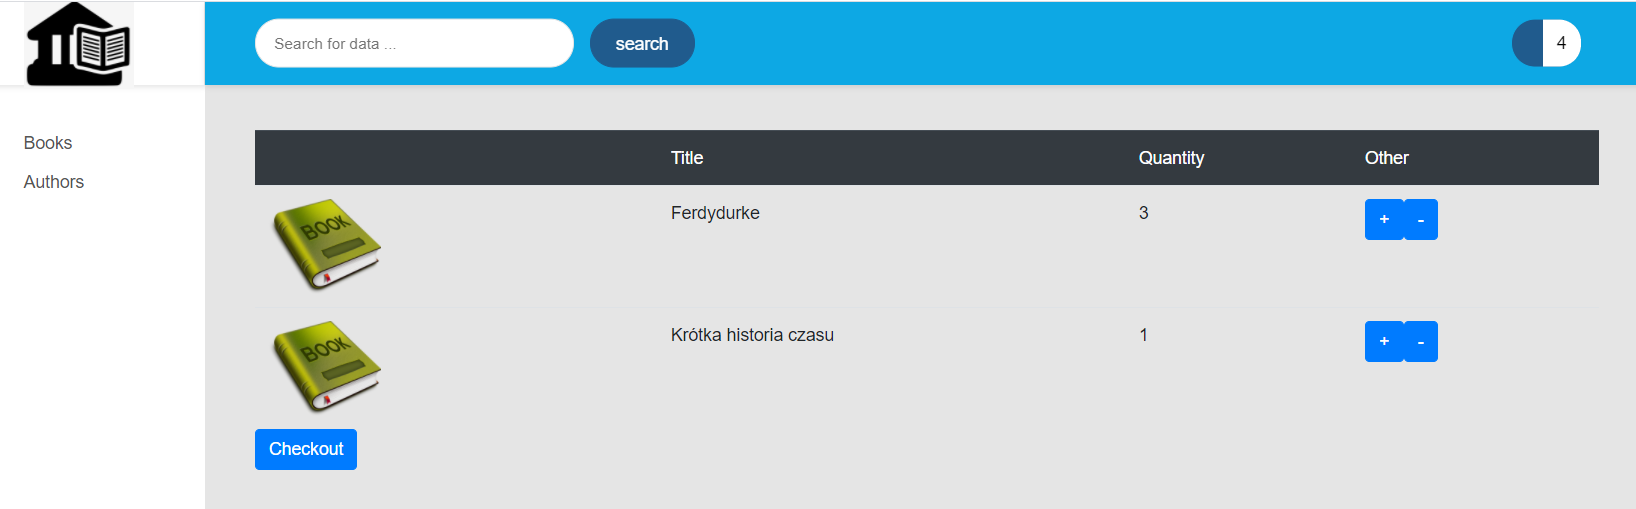 Search for data ...
search
4
Books
Authors
Title Quantity Other
BOOK
Ferdydurke 3 + -
BOOK
Krótka historia czasu 1 + -
Checkout